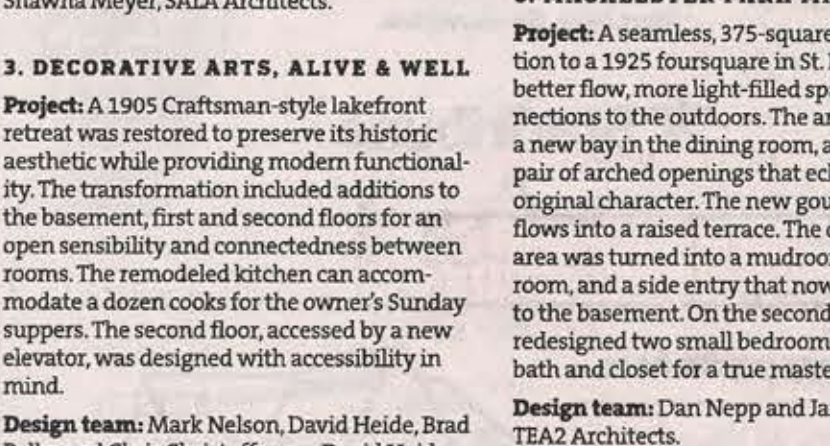 Shawna Meyer, SALA Architects.
3. DECORATIVE ARTS, ALIVE & WELL
Project: A 1905 Craftsman-style lakefront
retreat was restored to preserve its historic
aesthetic while providing modern functional-
ity. The transformation included additions to
the basement, first and second floors for an
open sensibility and connectedness between
rooms. The remodeled kitchen can accom-
modate a dozen cooks for the owner's Sunday
suppers. The second floor, accessed by a new
elevator, was designed with accessibility in
mind.
Design team: Mark Nelson, David Heide, Brad
Project: A seamless, 375-square
tion to a 1925 foursquare in St.
better flow, more light-filled sp
nections to the outdoors. The ar
a new bay in the dining room, a
pair of arched openings that ec
original character. The new gou
flows into a raised terrace. The
area was turned into a mudroo
room, and a side entry that now
to the basement. On the second
redesigned two small bedroom
bath and closet for a true maste
Design team: Dan Nepp and Ja
TEA2 Architects.